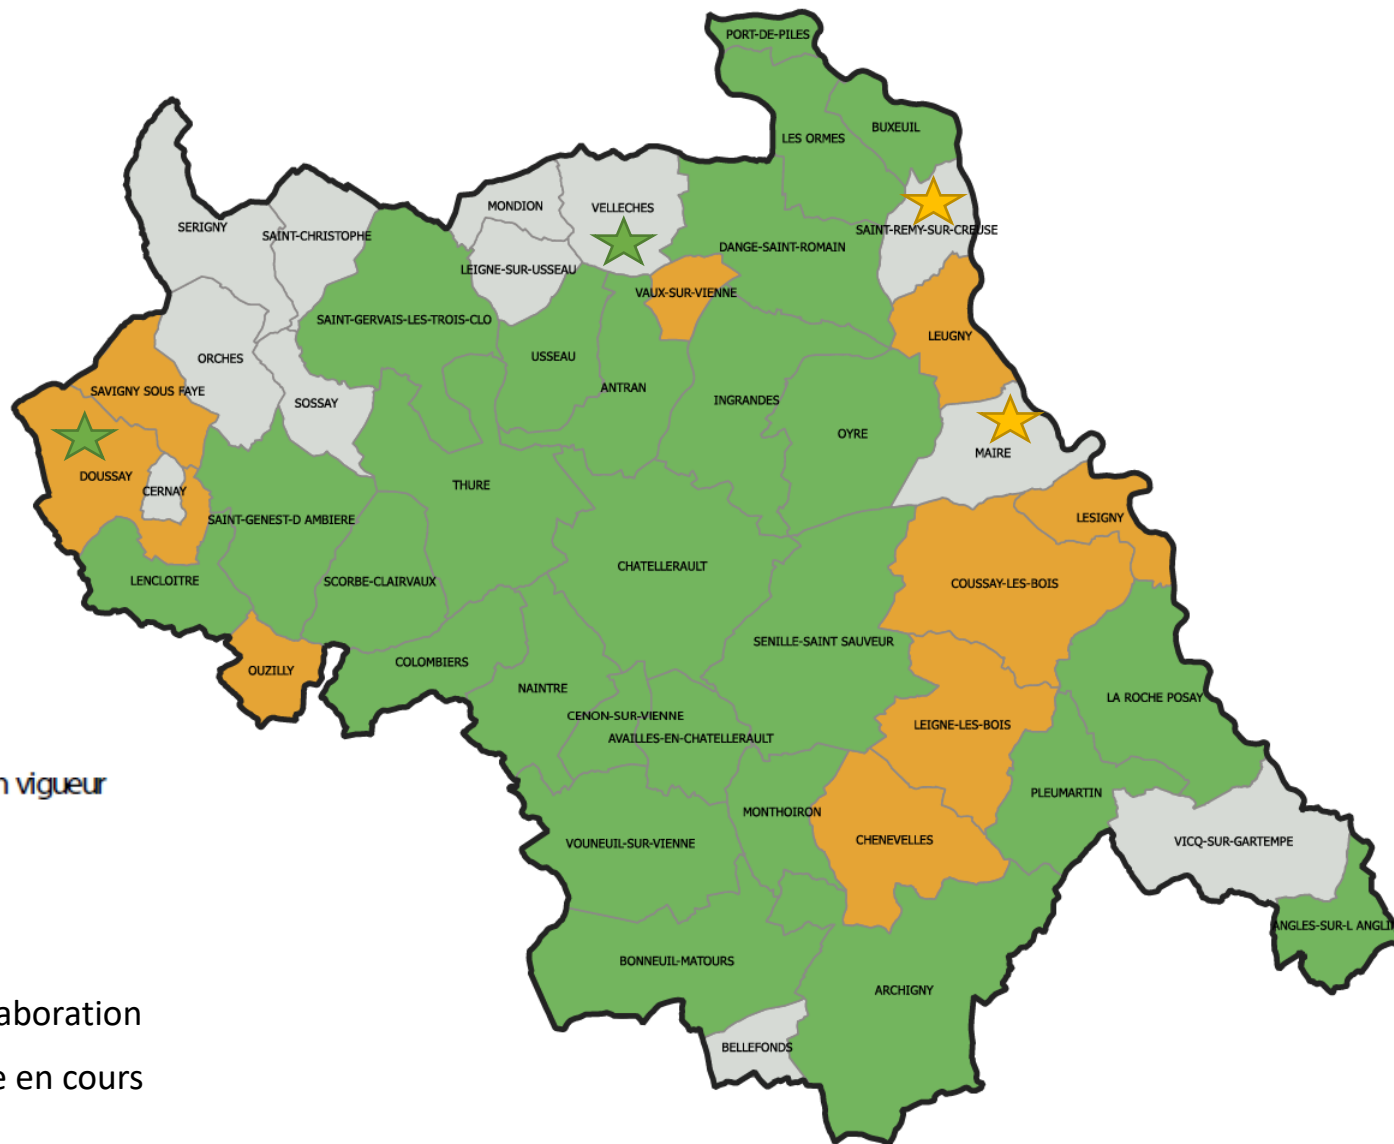 PORT-DE-PILES
BUXEUIL
LES ORMES
MONDION
VELLECHES
SERIGNY
SAINT-CHRISTOPHE
SAINT-REMY-SUR-CREUSE
DANGE-SAINT-ROMAIN
LEIGNE-SUR-USSEAU
VAUX-SUR-VIENNE
SAINT-GERVAIS-LES-TROIS-CLO
LEUGNY
ORCHES
USSEAU
SAVIGNY SOUS FAYE
ANTRAN
SOSSAY
INGRANDES
OYRE
MAIRE
DOUSSAY
THURE
CERNAY
LESIGNY
SAINT-GENEST-D AMBIERE
CHATELLERAULT
LENCLOITRE
SCORBE-CLAIRVAUX
COUSSAY-LES-BOIS
SENILLE-SAINT SAUVEUR
COLOMBIERS
OUZILLY
NAINTRE
LA ROCHE POSAY
CENON-SUR-VIENNE
LEIGNE-LES-BOIS
AVAILLES-EN-CHATELLERAULT
vigueur
PLEUMARTIN
MONTHOIRON
CHENEVELLES
VICQ-SUR-GARTEMPE
VOUNEUIL-SUR-VIENNE
ANGLES-SUR-L ANGLI
BONNEUIL-MATOURS
ARCHIGNY
aboration
BELLEFONDS
e en cours